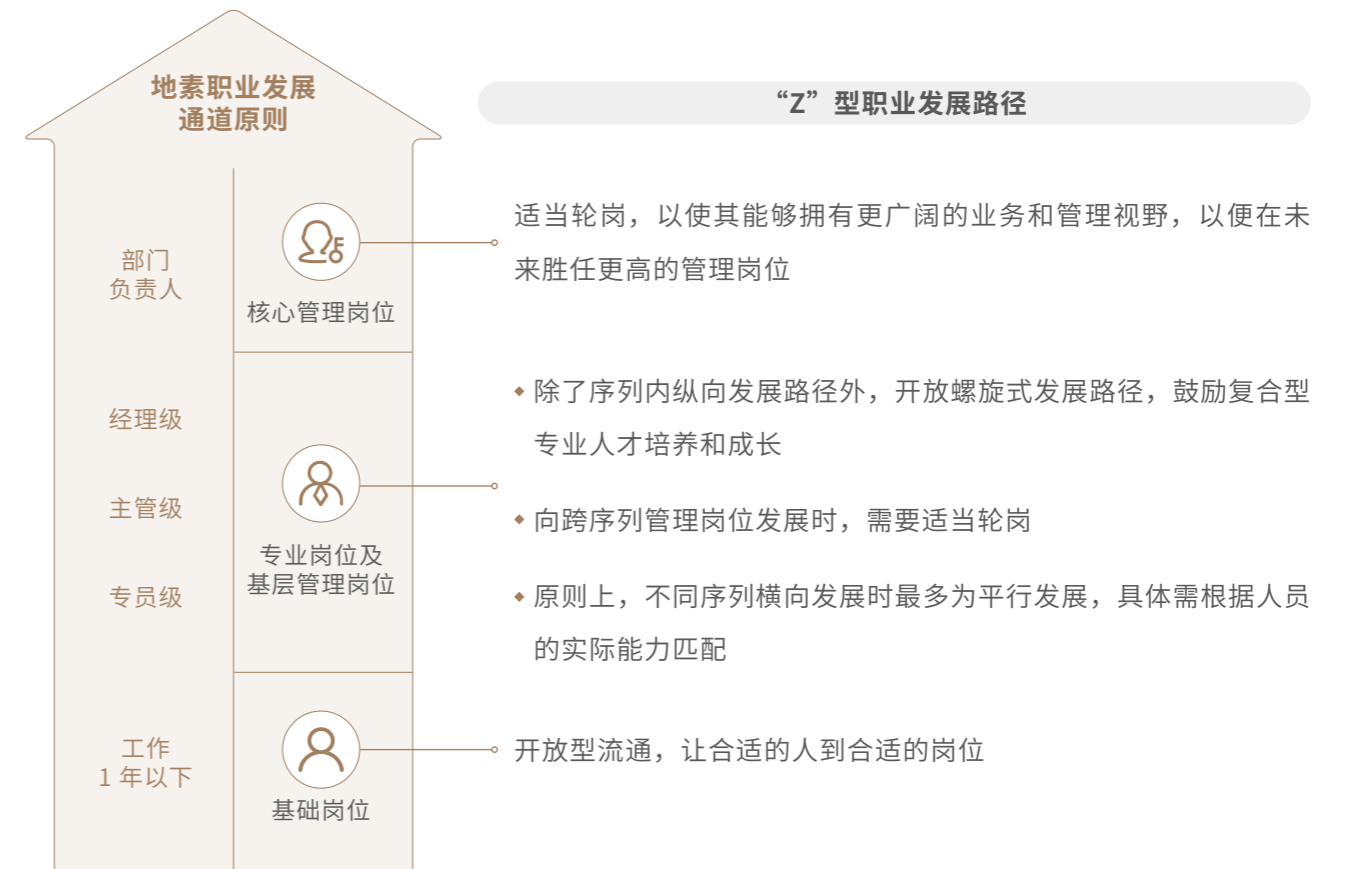 地素职业发展
通道原则
“Z”型职业发展路径
部门
负责人
核心管理岗位
适当轮岗，以使其能够拥有更广阔的业务和管理视野，以便在未
来胜任更高的管理岗位
经理级
主管级
专员级
专业岗位及
基层管理岗位
除了序列内纵向发展路径外，开放螺旋式发展路径，鼓励复合型
专业人才培养和成长
向跨序列管理岗位发展时，需要适当轮岗
原则上，不同序列横向发展时最多为平行发展，具体需根据人员
的实际能力匹配
工作
1 年以下
基础岗位
开放型流通，让合适的人到合适的岗位